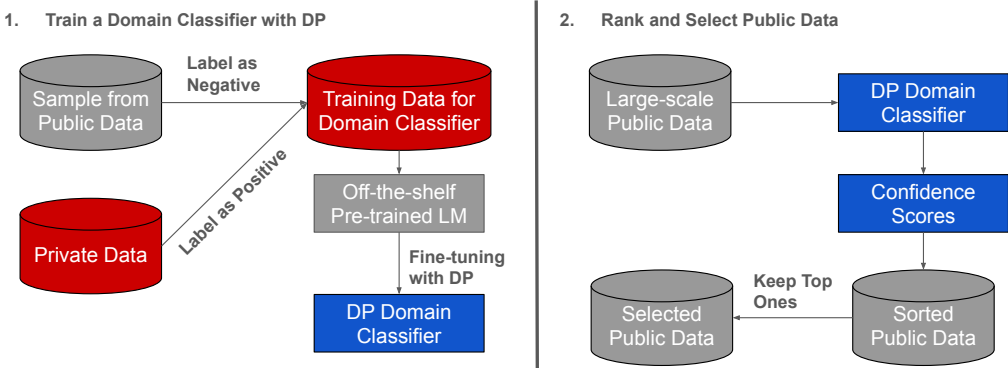 1. Train a Domain Classifier with DP
Label as
Negative
Sample from
Public Data
Training Data for
Domain Classifier
Label as Positive
Private Data
Off-the-shelf
Pre-trained LM
Fine-tuning
with DP
DP Domain
Classifier
2. Rank and Select Public Data
Large-scale
Public Data
DP Domain
Classifier
Confidence
Scores
Keep Top
Ones
Selected
Public Data
Sorted
Public Data